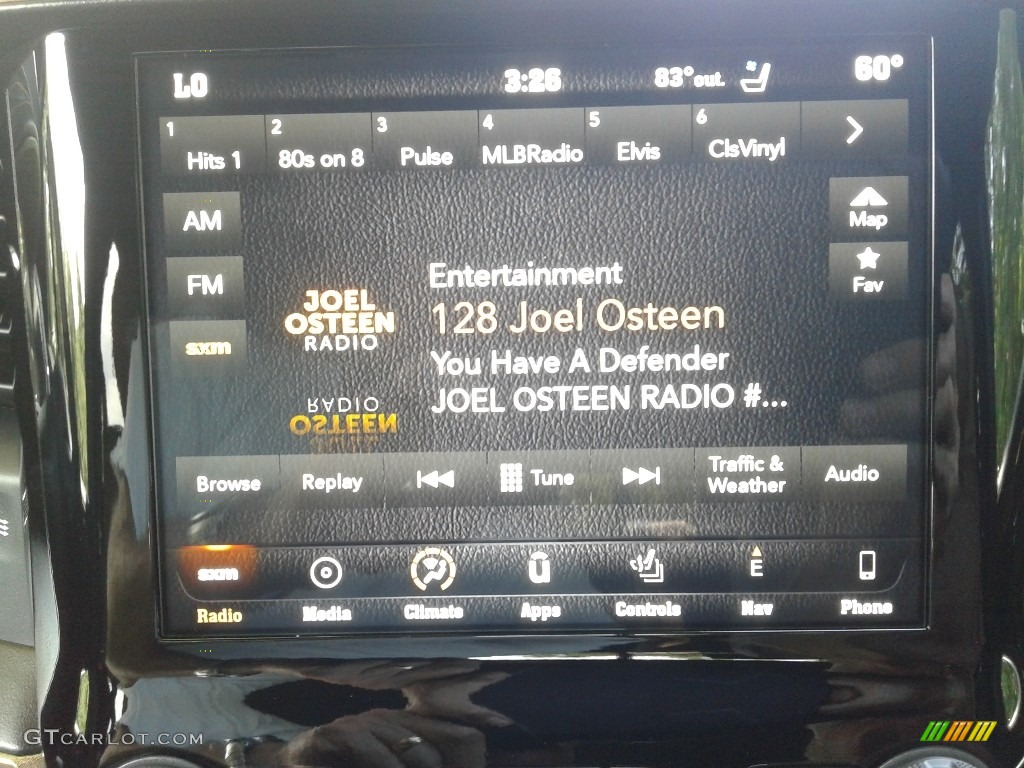 LO 3:26 83° out. 60°
1 2 3 4 5 6
Hits 1 80s on 8 Pulse MLBRadio Elvis ClsVinyl
AM
Map
FM
Fav
sxm
JOEL
OSTEEN
RADIO
Entertainment
128 Joel Osteen
You Have A Defender
JOEL OSTEEN RADIO #...
RADIO
OSTEEN
Browse Replay Tune Traffic & Weather Audio
sxm u E
Radio Media Climate Apps Controls Nav Phone
GTCARLOT.COM